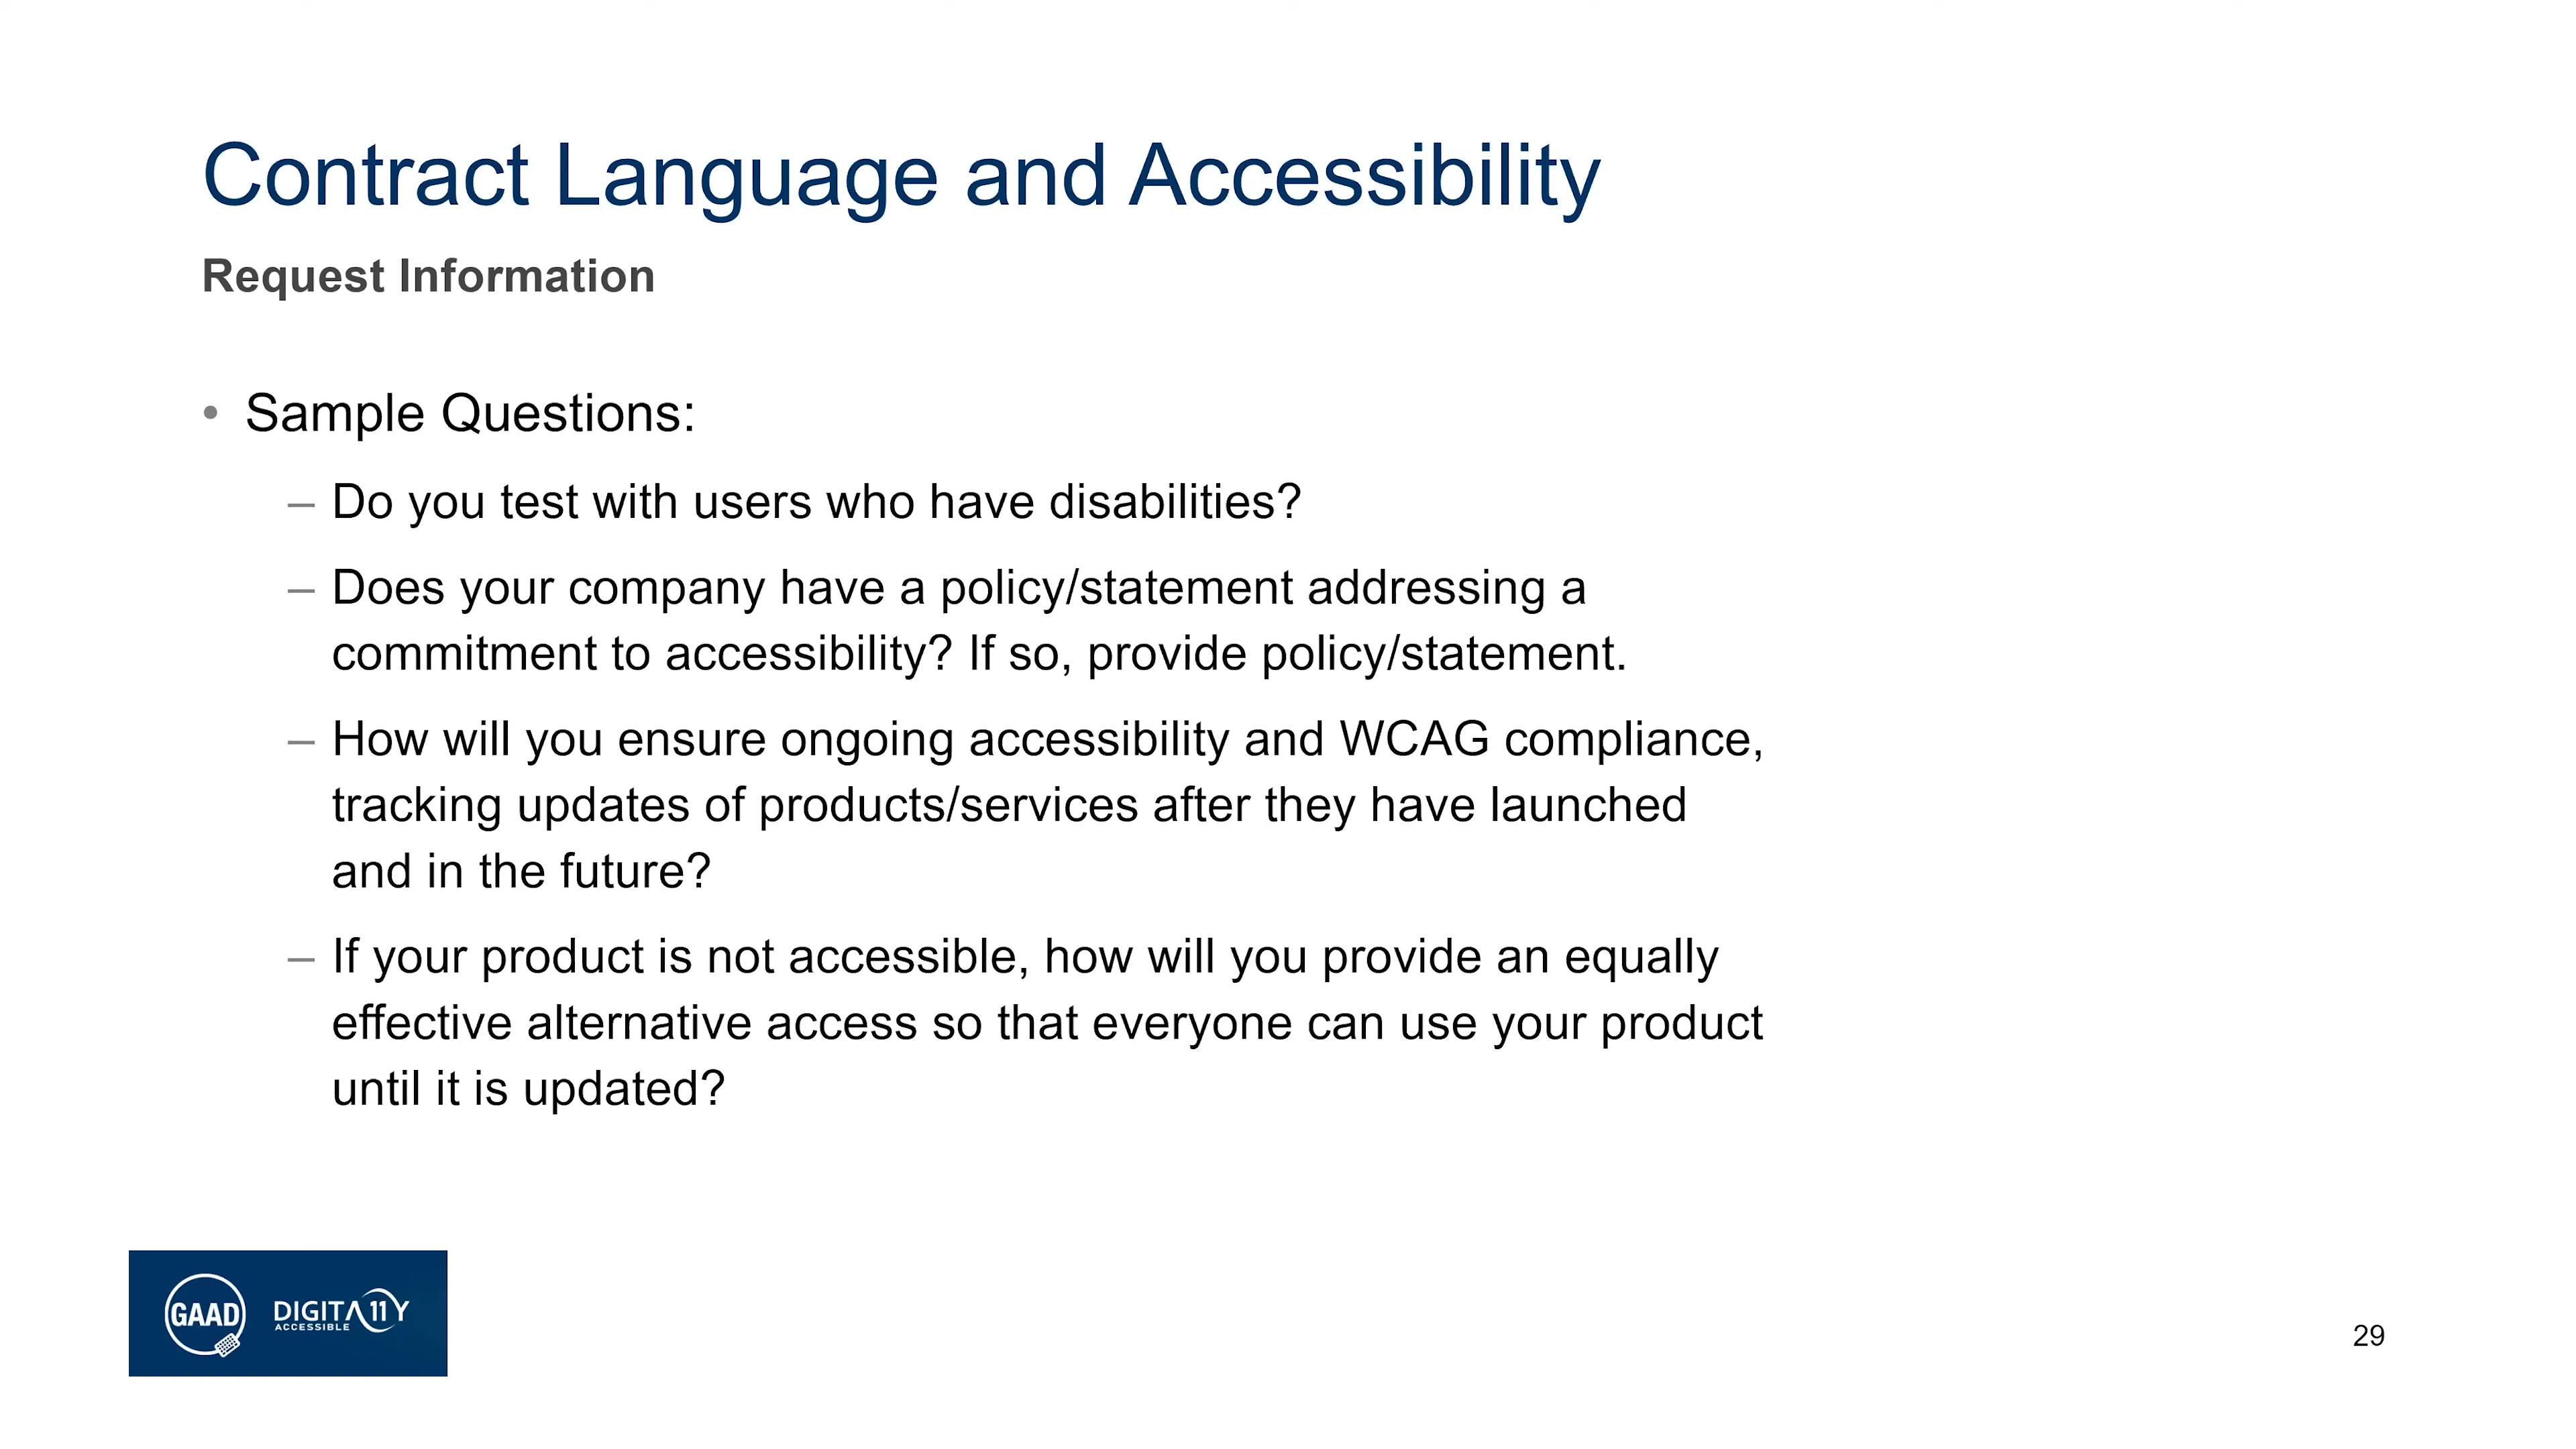 Contract Language and Accessibility
Request Information
• Sample Questions:
– Do you test with users who have disabilities?
– Does your company have a policy/statement addressing a
commitment to accessibility? If so, provide policy/statement.
– How will you ensure ongoing accessibility and WCAG compliance,
tracking updates of products/services after they have launched
and in the future?
– If your product is not accessible, how will you provide an equally
effective alternative access so that everyone can use your product
until it is updated?
GAAD
DIGITA11Y
ACCESSIBLE
29